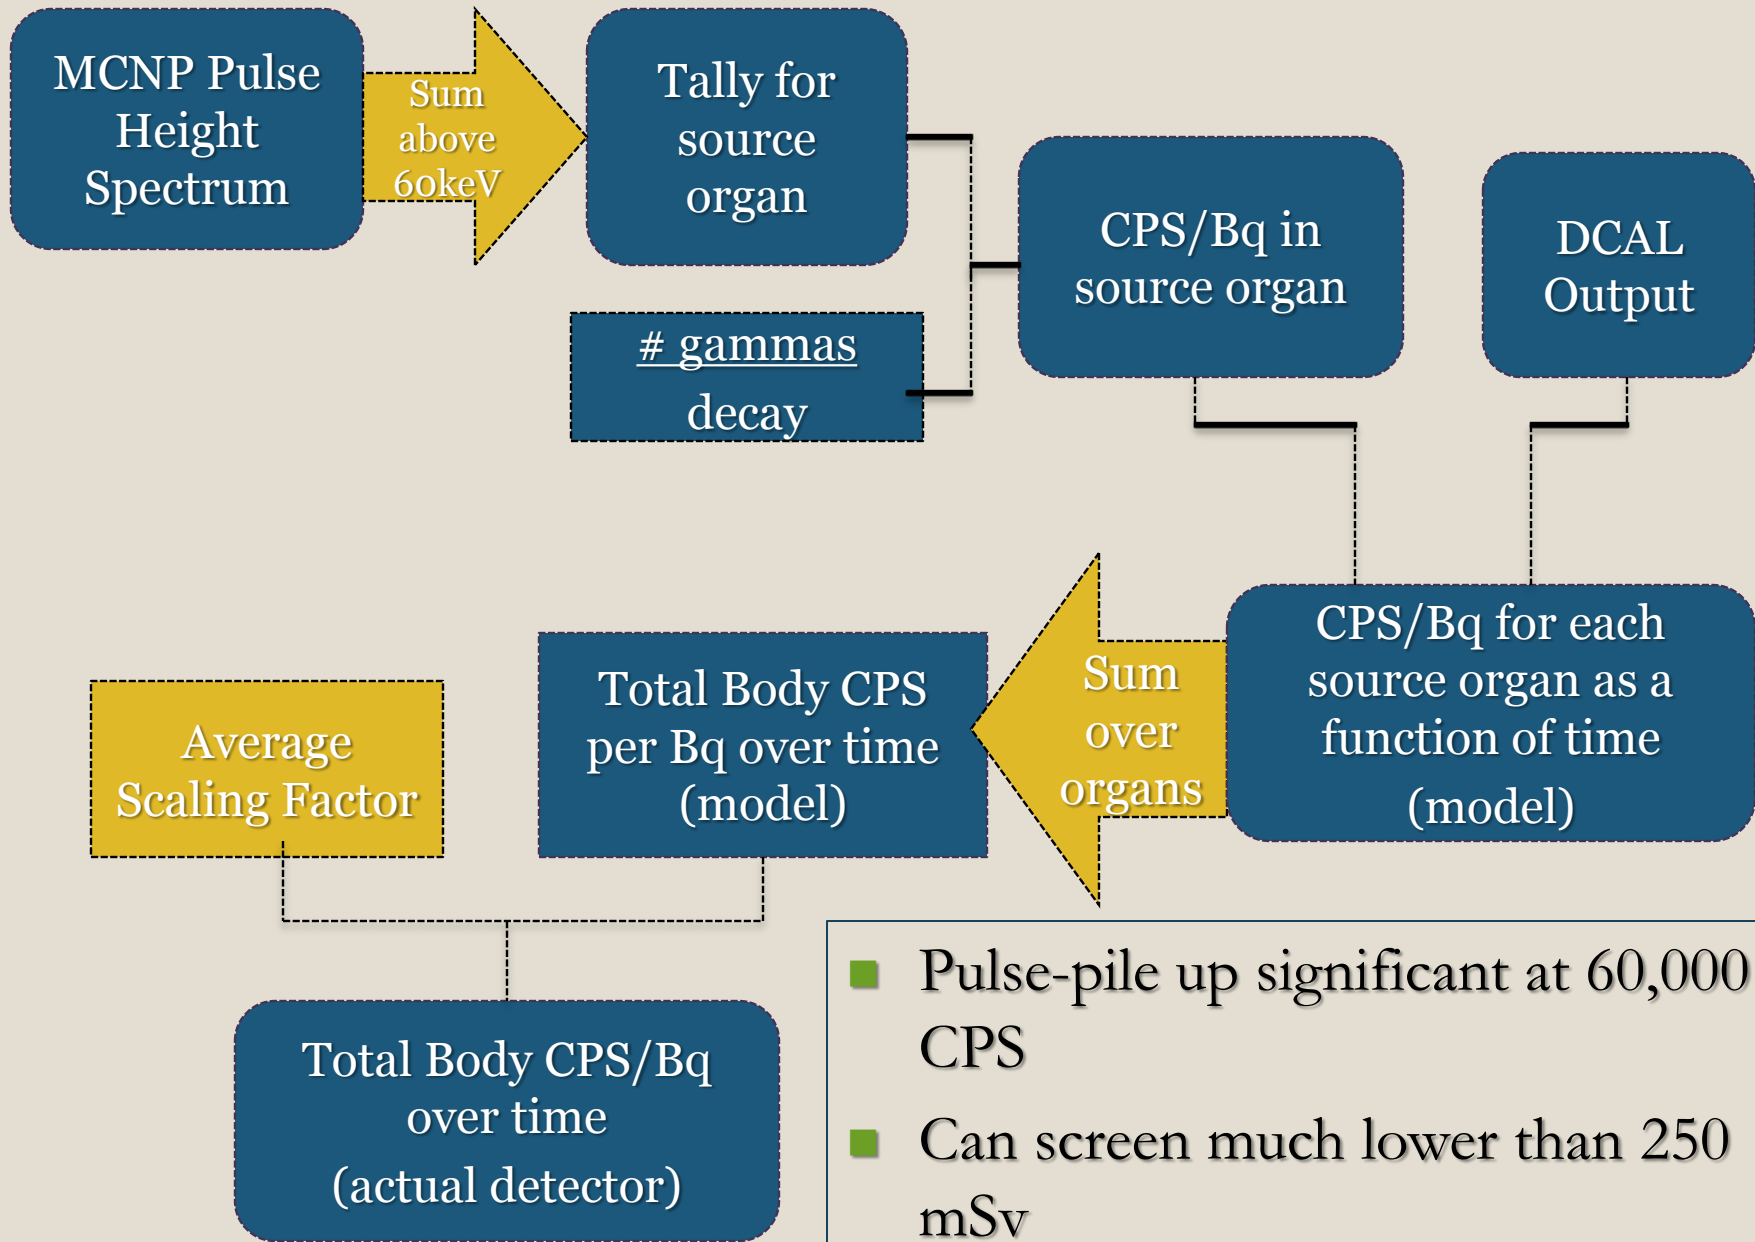 MCNP Pulse
Height
Spectrum
Sum
above
60keV
Tally for
source
organ
# gammas
decay
CPS/Bq in
source organ
DCAL
Output
CPS/Bq for each
source organ as a
function of time
(model)
Sum
over
organs
Total Body CPS
per Bq over time
(model)
Average
Scaling Factor
Total Body CPS/Bq
over time
(actual detector)
Pulse-pile up significant at 60,000
CPS
Can screen much lower than 250
mSv